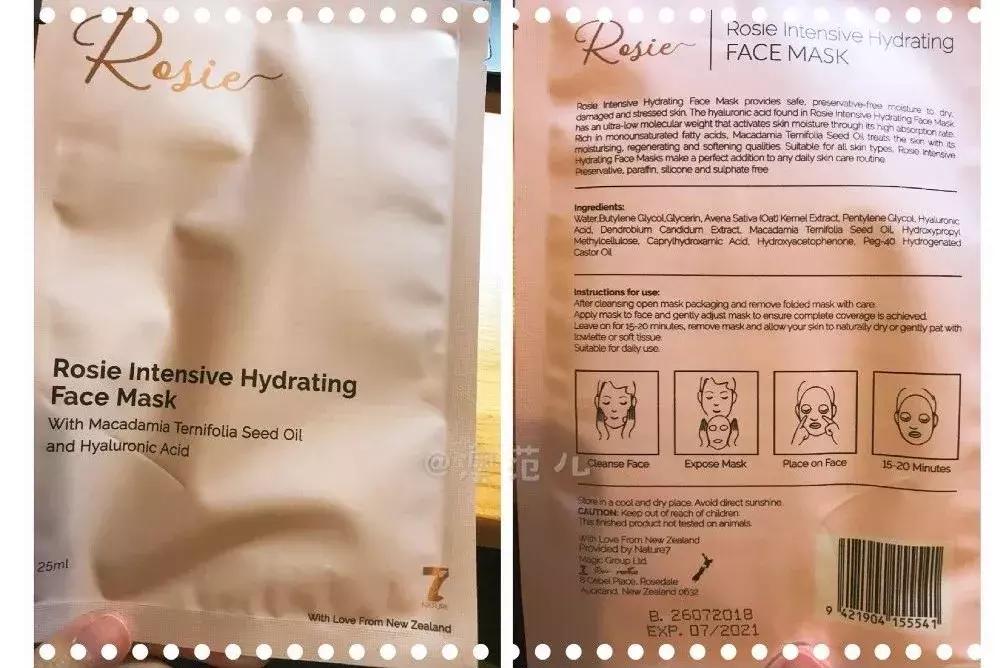 Rosie
Rosie Intensive Hydrating
Face Mask
With Macadamia Ternifolia Seed Oil
and Hyaluronic Acid
25ml
7
NATURE
With Love From New Zealand
Rosie
Rosie Intensive Hydrating
FACE MASK
Rosie Intensive Hydrating Face Mask provides safe, preservative-free moisture to dry,
damaged and stressed skin. The hyaluronic acid found in Rosie Intensive Hydrating Face Mask
has an ultra-low molecular weight that activates skin moisture through its high absorption rate.
Rich in monounsaturated fatty acids, Macadamia Ternifolia Seed Oil treats the skin with its
moisturising, regenerating and softening qualities. Suitable for all skin types, Rosie Intensive
Hydrating Face Masks make a perfect addition to any daily skin care routine.
Preservative, paraffin, silicone and sulphate free
Ingredients:
Water,Butylene Glycol,Glycerin, Avena Sativa (Oat) Kernel Extract, Pentylene Glycol, Hyaluronic
Acid, Dendrobium Candidum Extract, Macadamia Ternifolia Seed Oil, Hydroxypropyl
Methylcellulose, Caprylhydroxamic Acid, Hydroxyacetophenone, Peg-40 Hydrogenated
Castor Oil
Instructions for use:
After cleansing open mask packaging and remove folded mask with care.
Apply mask to face and gently adjust mask to ensure complete coverage is achieved.
Leave on for 15-20 minutes, remove mask and allow your skin to naturally dry or gently pat with
towlette or soft tissue.
Suitable for daily use.
Cleanse Face
Expose Mask
Place on Face
15-20 Minutes
@ 范儿
Store in a cool and dry place. Avoid direct sunshine.
CAUTION: Keep out of reach of children.
This finished product not tested on animals.
With Love From New Zealand
Provided by Nature7
Magic Group Ltd.
8 Orbel Place, Rosedale
Auckland, New Zealand 0632
B. 26072018
EXP. 07/2021
9 421904 155541